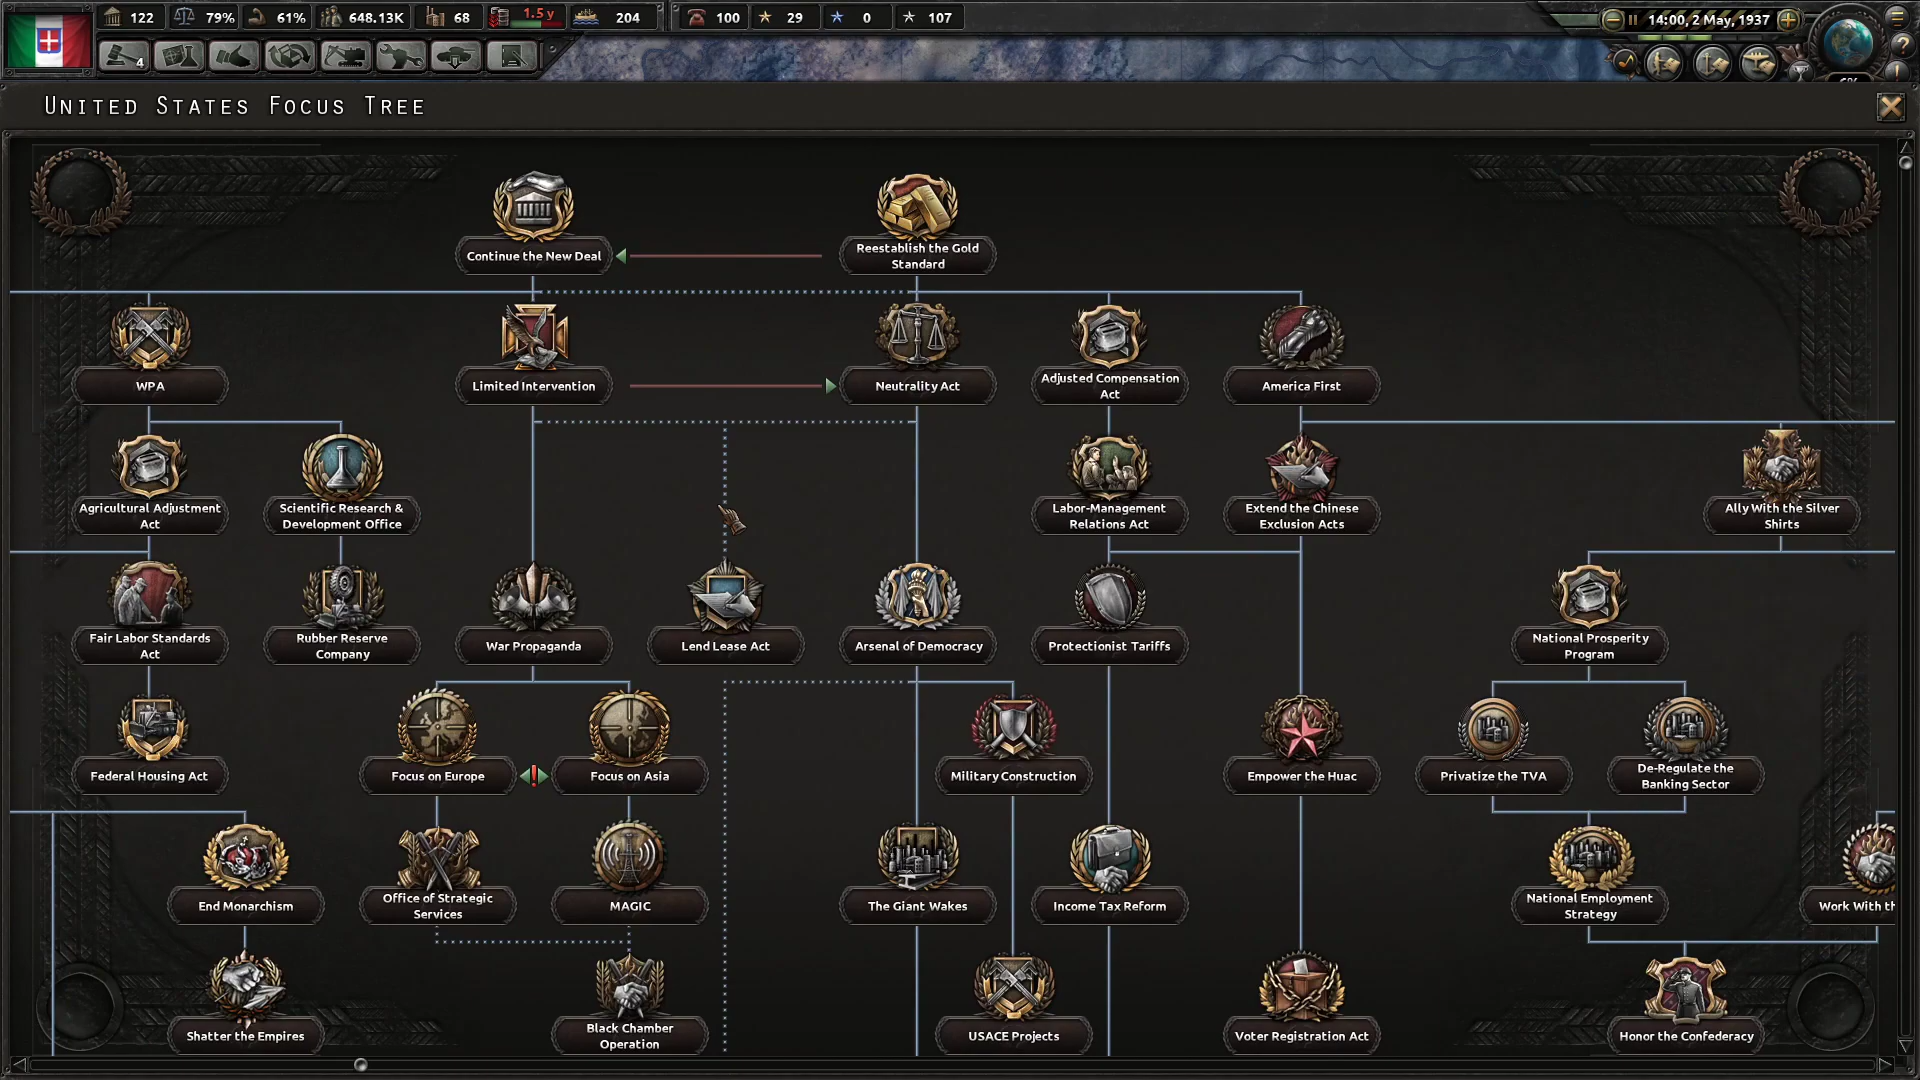 122
79%
61%
648.13K
68
1.5 y
204
100
29
0
107
14:00, 2 May, 1937
4
UNITED STATES FOCUS TREE
Continue the New Deal
Reestablish the Gold
Standard
WPA
Limited Intervention
Neutrality Act
Adjusted Compensation
Act
America First
Agricultural Adjustment
Act
Scientific Research &
Development Office
Labor-Management
Relations Act
Extend the Chinese
Exclusion Acts
Ally With the Silver
Shirts
Fair Labor Standards
Act
Rubber Reserve
Company
War Propaganda
Lend Lease Act
Arsenal of Democracy
Protectionist Tariffs
National Prosperity
Program
Federal Housing Act
Focus on Europe
Focus on Asia
Military Construction
Empower the Huac
Privatize the TVA
De-Regulate the
Banking Sector
End Monarchism
Office of Strategic
Services
MAGIC
The Giant Wakes
Income Tax Reform
National Employment
Strategy
Work With th
Shatter the Empires
Black Chamber
Operation
USACE Projects
Voter Registration Act
Honor the Confederacy